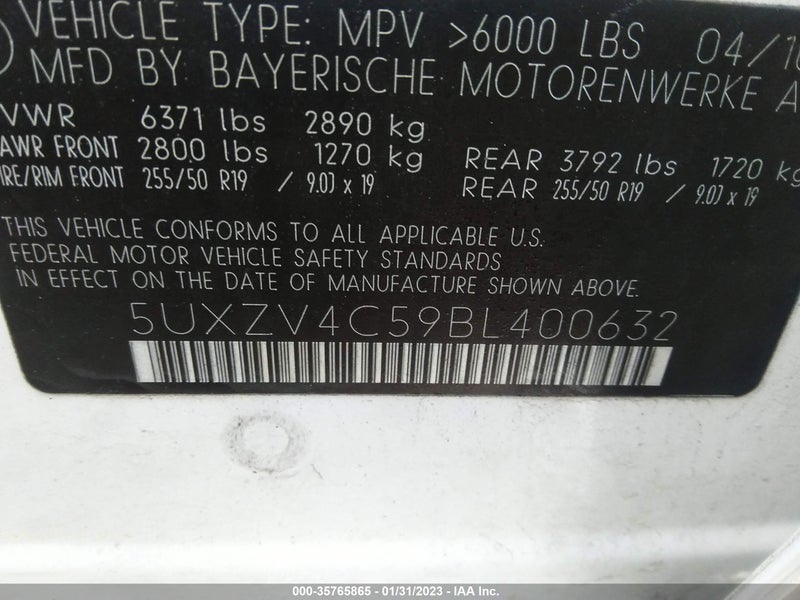 VEHICLE TYPE: MPV >6000 LBS 04/10
MFD BY BAYERISCHE MOTORENWERKE A
VWR 6371 lbs 2890 kg
AWR FRONT 2800 lbs 1270 kg REAR 3792 lbs 1720 kg
IRE/RIM FRONT 255/50 R19 / 9.0J x 19 REAR 255/50 R19 / 9.0J x 19
THIS VEHICLE CONFORMS TO ALL APPLICABLE U.S.
FEDERAL MOTOR VEHICLE SAFETY STANDARDS
IN EFFECT ON THE DATE OF MANUFACTURE SHOWN ABOVE.
5UXZV4C59BL400632
000-35765865 / 01/31/2023 - IAA Inc.